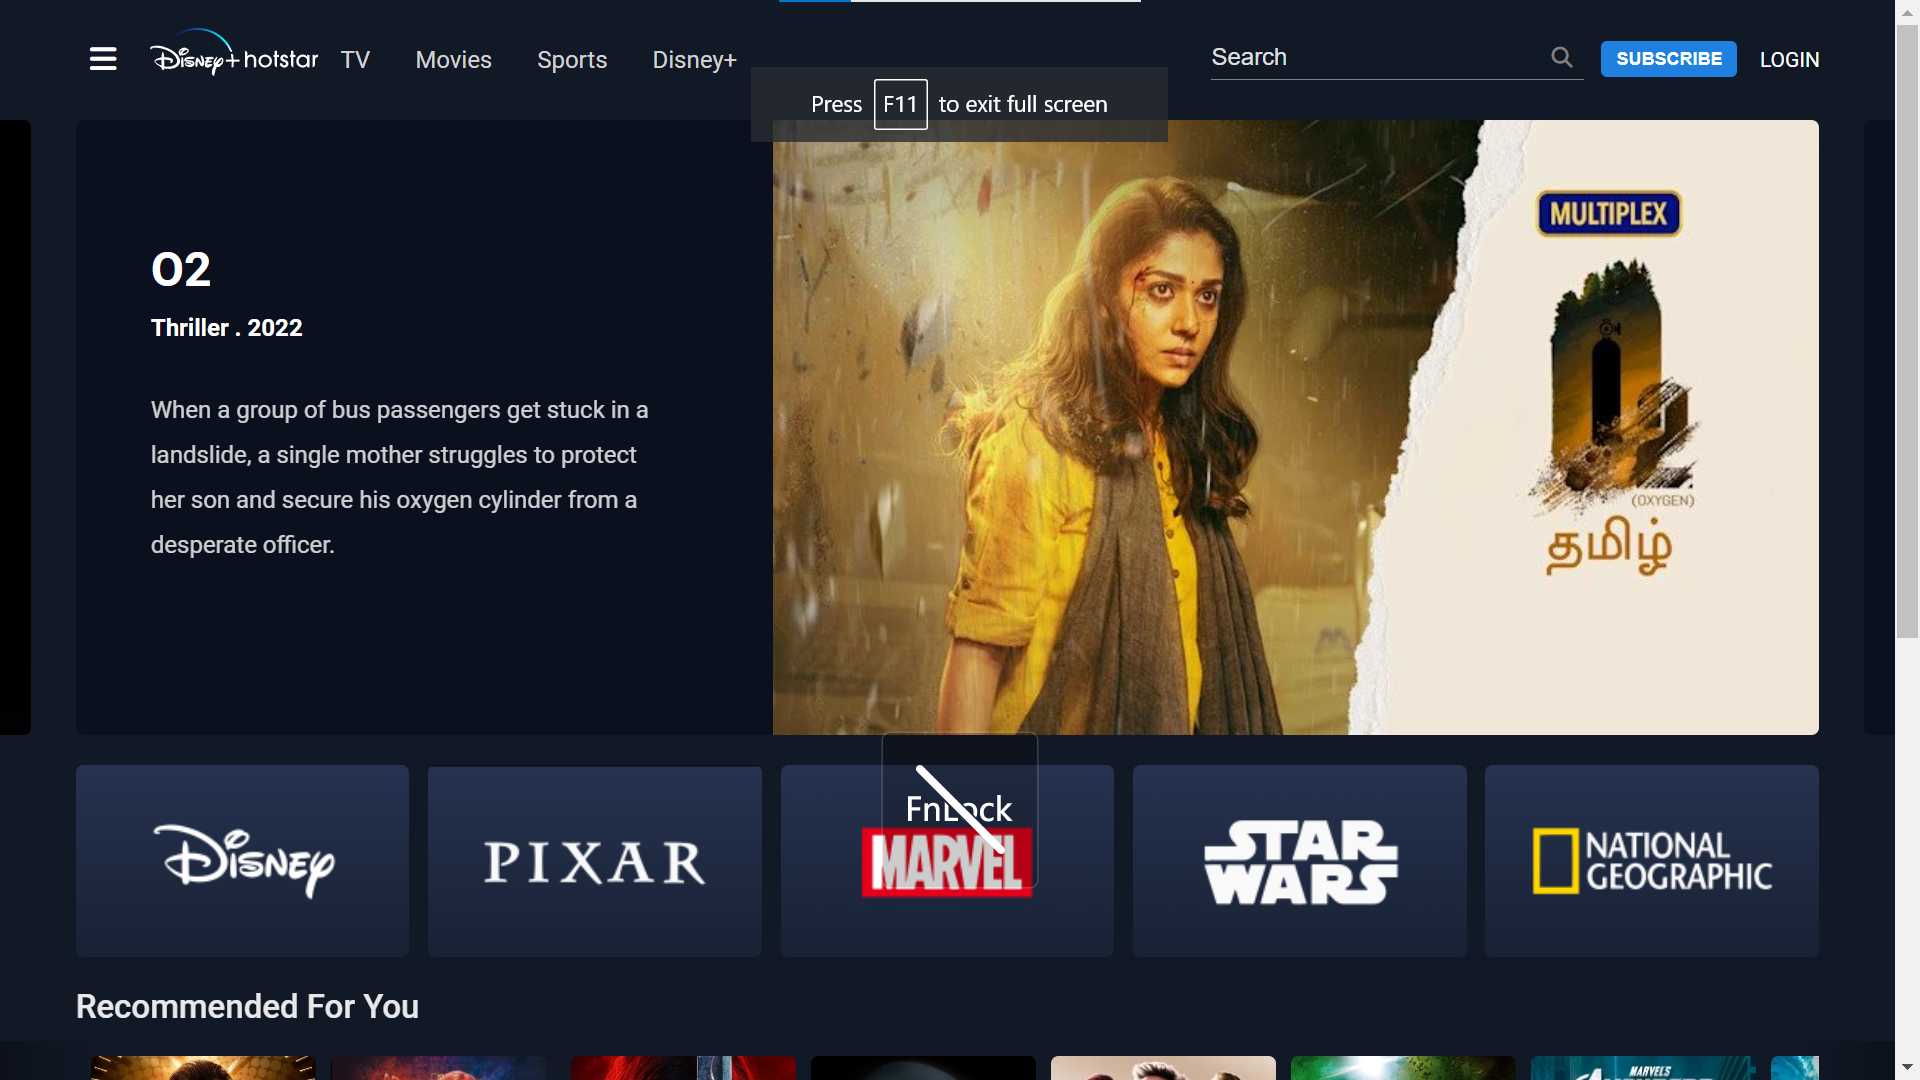 Disney+ hotstar TV Movies Sports Disney+ Search SUBSCRIBE LOGIN
Press F11 to exit full screen
MULTIPLEX
O2
Thriller . 2022
When a group of bus passengers get stuck in a
landslide, a single mother struggles to protect
her son and secure his oxygen cylinder from a
desperate officer.
(OXYGEN)
தமிழ்
FnLock
Disney PIXAR MARVEL STAR WARS NATIONAL GEOGRAPHIC
Recommended For You
MARVEL'S